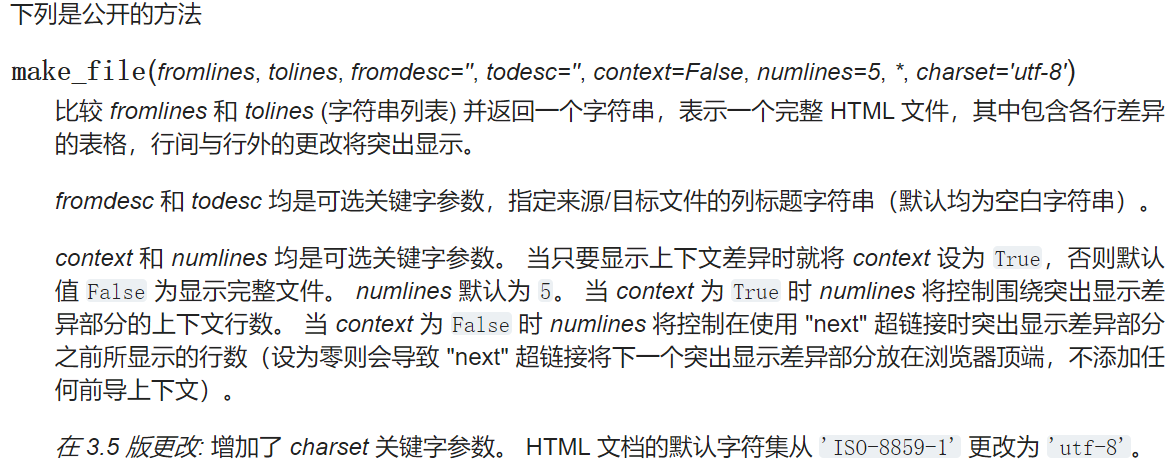 下列是公开的方法
make_file(fromlines, tolines, fromdesc='', todesc='', context=False, numlines=5, *, charset='utf-8')
比较 fromlines 和 tolines (字符串列表) 并返回一个字符串，表示一个完整 HTML 文件，其中包含各行差异
的表格，行间与行外的更改将突出显示。
fromdesc 和 todesc 均是可选关键字参数，指定来源/目标文件的列标题字符串（默认均为空白字符串）。
context 和 numlines 均是可选关键字参数。 当只要显示上下文差异时就将 context 设为 True，否则默认
值 False 为显示完整文件。 numlines 默认为 5。 当 context 为 True 时 numlines 将控制围绕突出显示差
异部分的上下文行数。 当 context 为 False 时 numlines 将控制在使用 "next" 超链接时突出显示差异部分
之前所显示的行数（设为零则会导致 "next" 超链接将下一个突出显示差异部分放在浏览器顶端，不添加任
何前导上下文）。
在 3.5 版更改: 增加了 charset 关键字参数。 HTML 文档的默认字符集从 'ISO-8859-1' 更改为 'utf-8'。